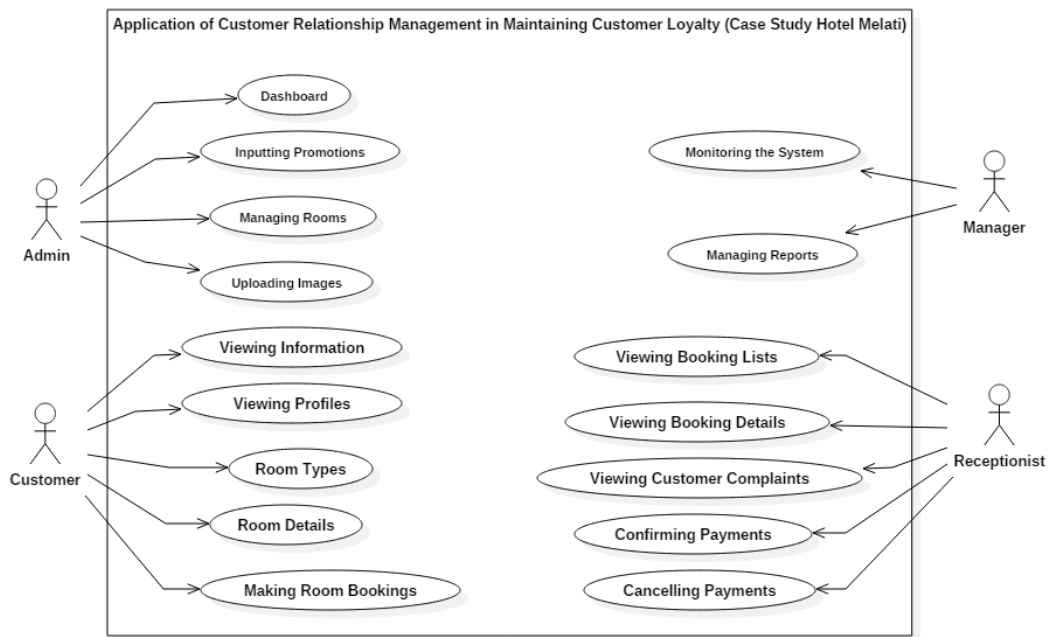 Application of Customer Relationship Management in Maintaining Customer Loyalty (Case Study Hotel Melati)
Dashboard
Inputting Promotions
Managing Rooms
Uploading Images
Admin
Viewing Information
Viewing Profiles
Room Types
Room Details
Making Room Bookings
Customer
Monitoring the System
Managing Reports
Manager
Viewing Booking Lists
Viewing Booking Details
Viewing Customer Complaints
Confirming Payments
Cancelling Payments
Receptionist